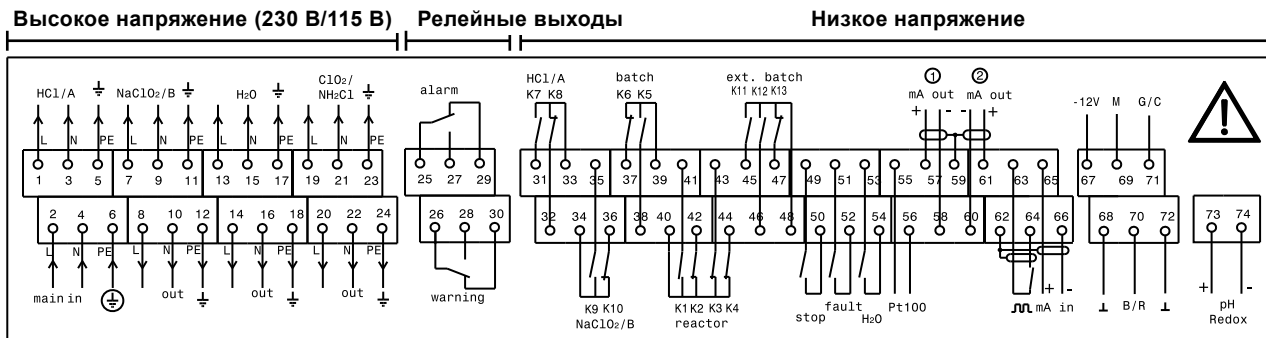 Высокое напряжение (230 В/115 В) Релейные выходы Низкое напряжение
HCl/A NaClO₂/B H₂O ClO₂/
NH₂Cl
alarm
HCl/A
K7 K8
batch
K6 K5
ext. batch
K11 K12 K13
① ②
mA out mA out
+ - - +
-12V M G/C
L N PE L N PE L N PE L N PE
1 3 5 7 9 11 13 15 17 19 21 23 25 27 29 31 33 35 37 39 41 43 45 47 49 51 53 55 57 59 61 63 65 67 69 71
2 4 6 8 10 12 14 16 18 20 22 24 26 28 30 32 34 36 38 40 42 44 46 48 50 52 54 56 58 60 62 64 66 68 70 72 73 74
L N PE L N PE L N PE L N PE
main in out out out
warning
K9 K10
NaClO₂/B
K1 K2 K3 K4
reactor
stop fault H₂O
Pt100
+ -
mA in
B/R
+ -
pH
Redox